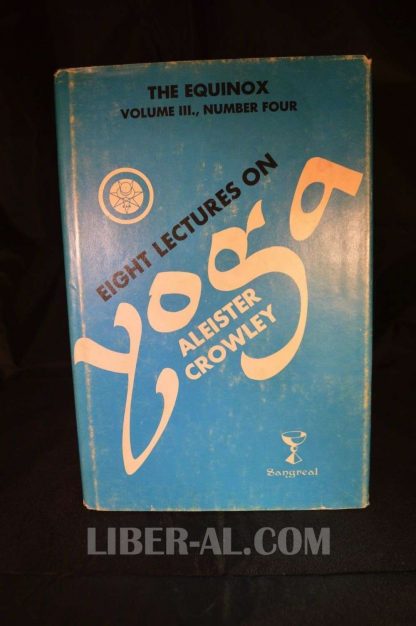 THE EQUINOX
VOLUME III., NUMBER FOUR
EIGHT LECTURES ON
yoga
ALEISTER
CROWLEY
Sangreal
LIBER-AL.COM